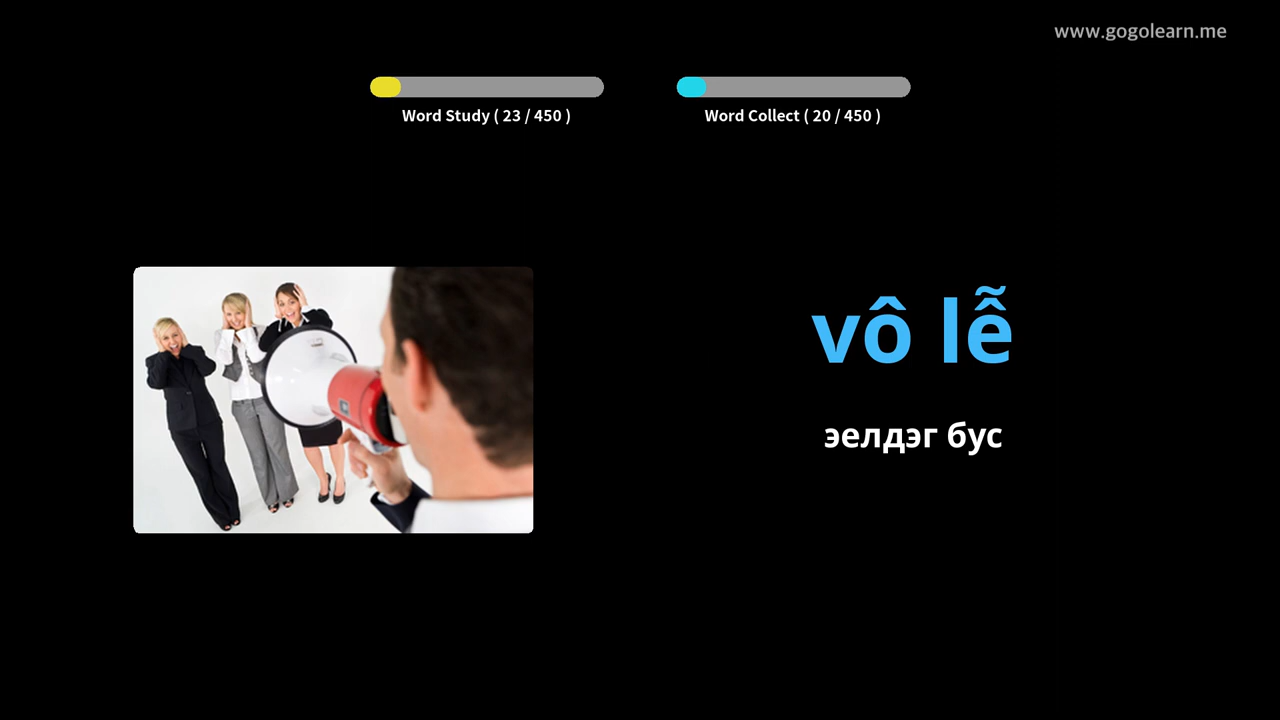 www.gogolearn.me
Word Study ( 23 / 450 )
Word Collect ( 20 / 450 )
vô lễ
эелдэг бус